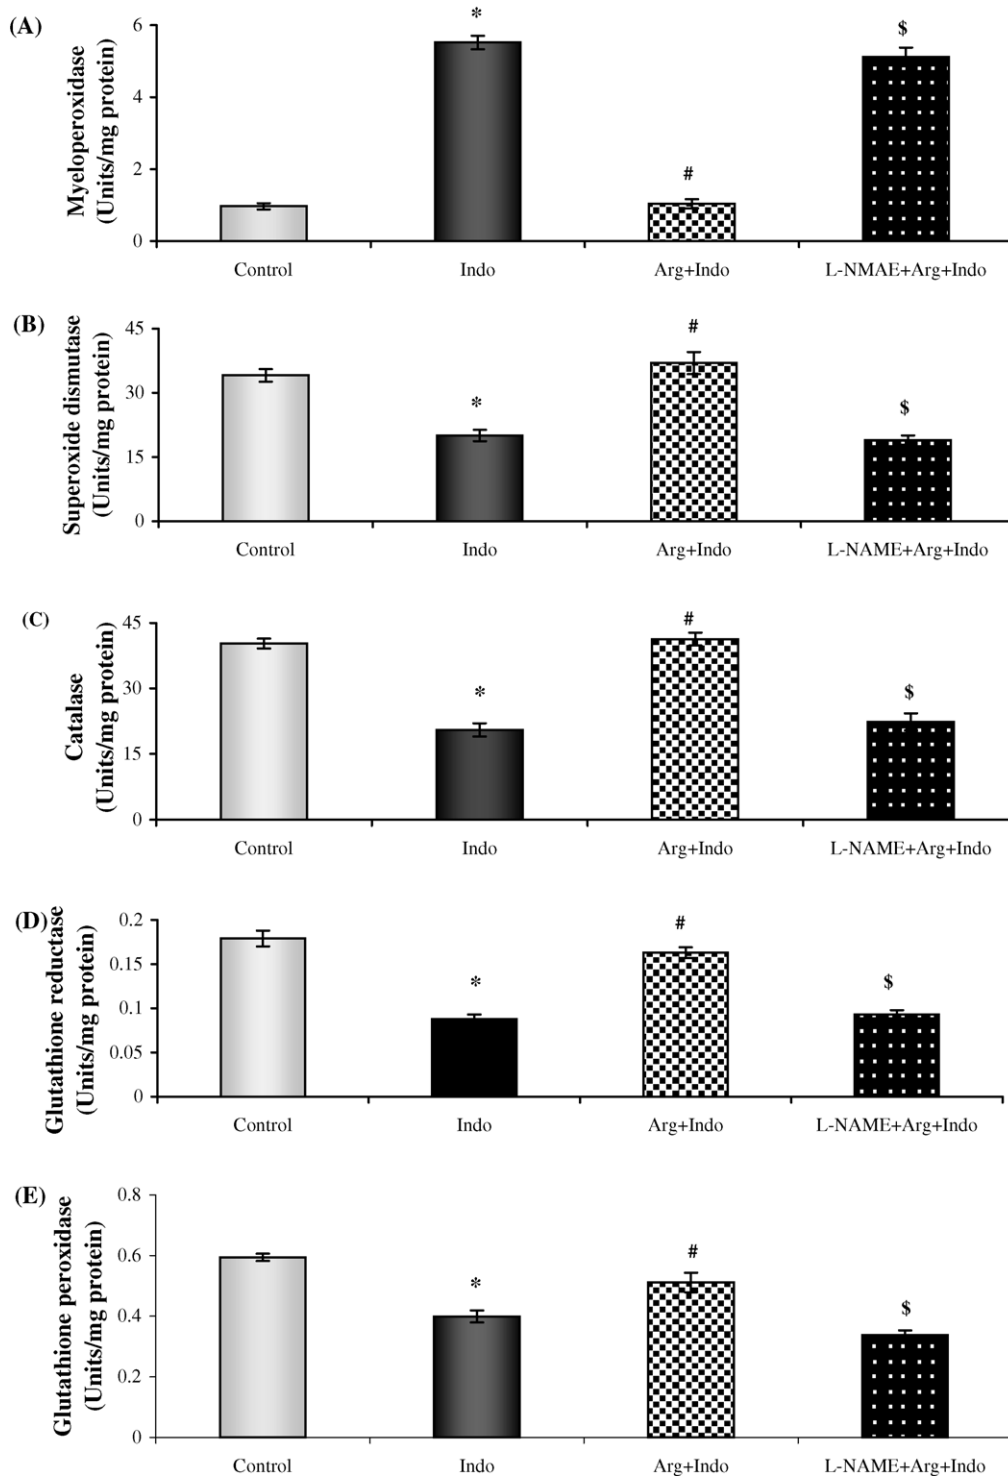 (A)
Myeloperoxidase
(Units/mg protein)
6
4
2
0
*
#
$
Control
Indo
Arg+Indo
L-NMAE+Arg+Indo
(B)
Superoxide dismutase
(Units/mg protein)
45
30
15
0
*
#
$
Control
Indo
Arg+Indo
L-NAME+Arg+Indo
(C)
Catalase
(Units/mg protein)
45
30
15
0
*
#
$
Control
Indo
Arg+Indo
L-NAME+Arg+Indo
(D)
Glutathione reductase
(Units/mg protein)
0.2
0.15
0.1
0.05
0
*
#
$
Control
Indo
Arg+Indo
L-NAME+Arg+Indo
(E)
Glutathione peroxidase
(Units/mg protein)
0.8
0.6
0.4
0.2
0
*
#
$
Control
Indo
Arg+Indo
L-NAME+Arg+Indo